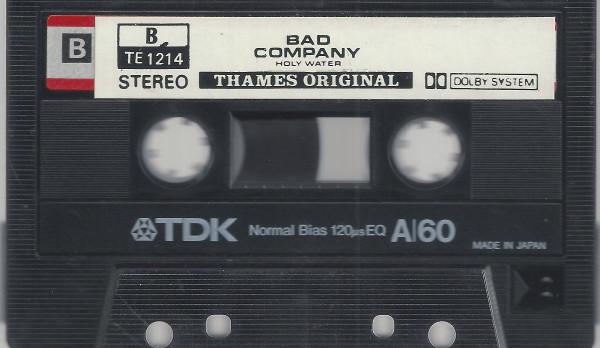 B
B
TE 1214
STEREO
BAD
COMPANY
HOLY WATER
THAMES ORIGINAL
DOLBY SYSTEM
TDK Normal Bias 120µs EQ A/60
MADE IN JAPAN
B